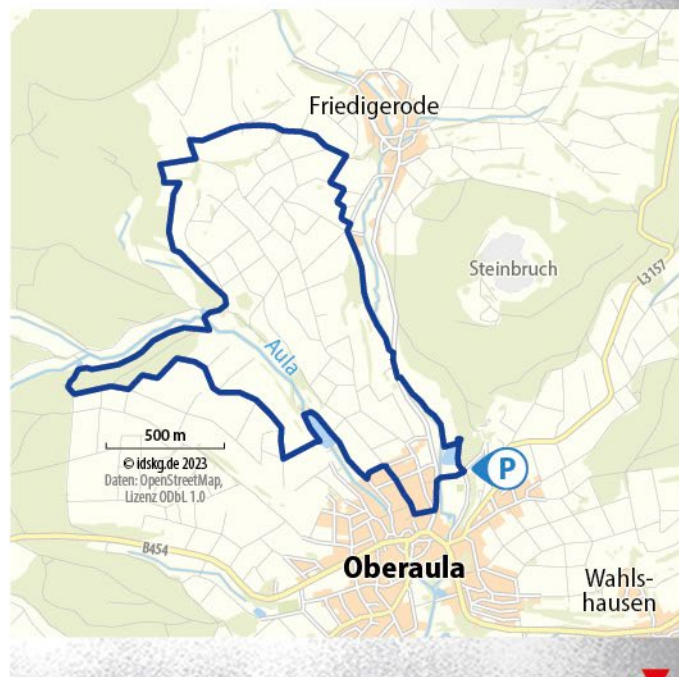 Friedigerode
Steinbruch
L3157
Aula
500 m
© idskg.de 2023
Daten: OpenStreetMap,
Lizenz ODbL 1.0
P
B454
Oberaula
Wahls-
hausen